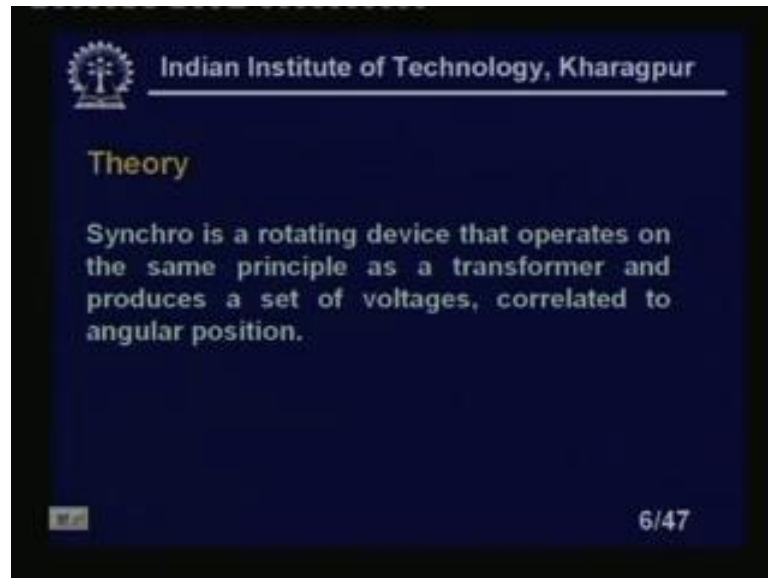 Indian Institute of Technology, Kharagpur
Theory
Synchro is a rotating device that operates on
the same principle as a transformer and
produces a set of voltages, correlated to
angular position.
6/47